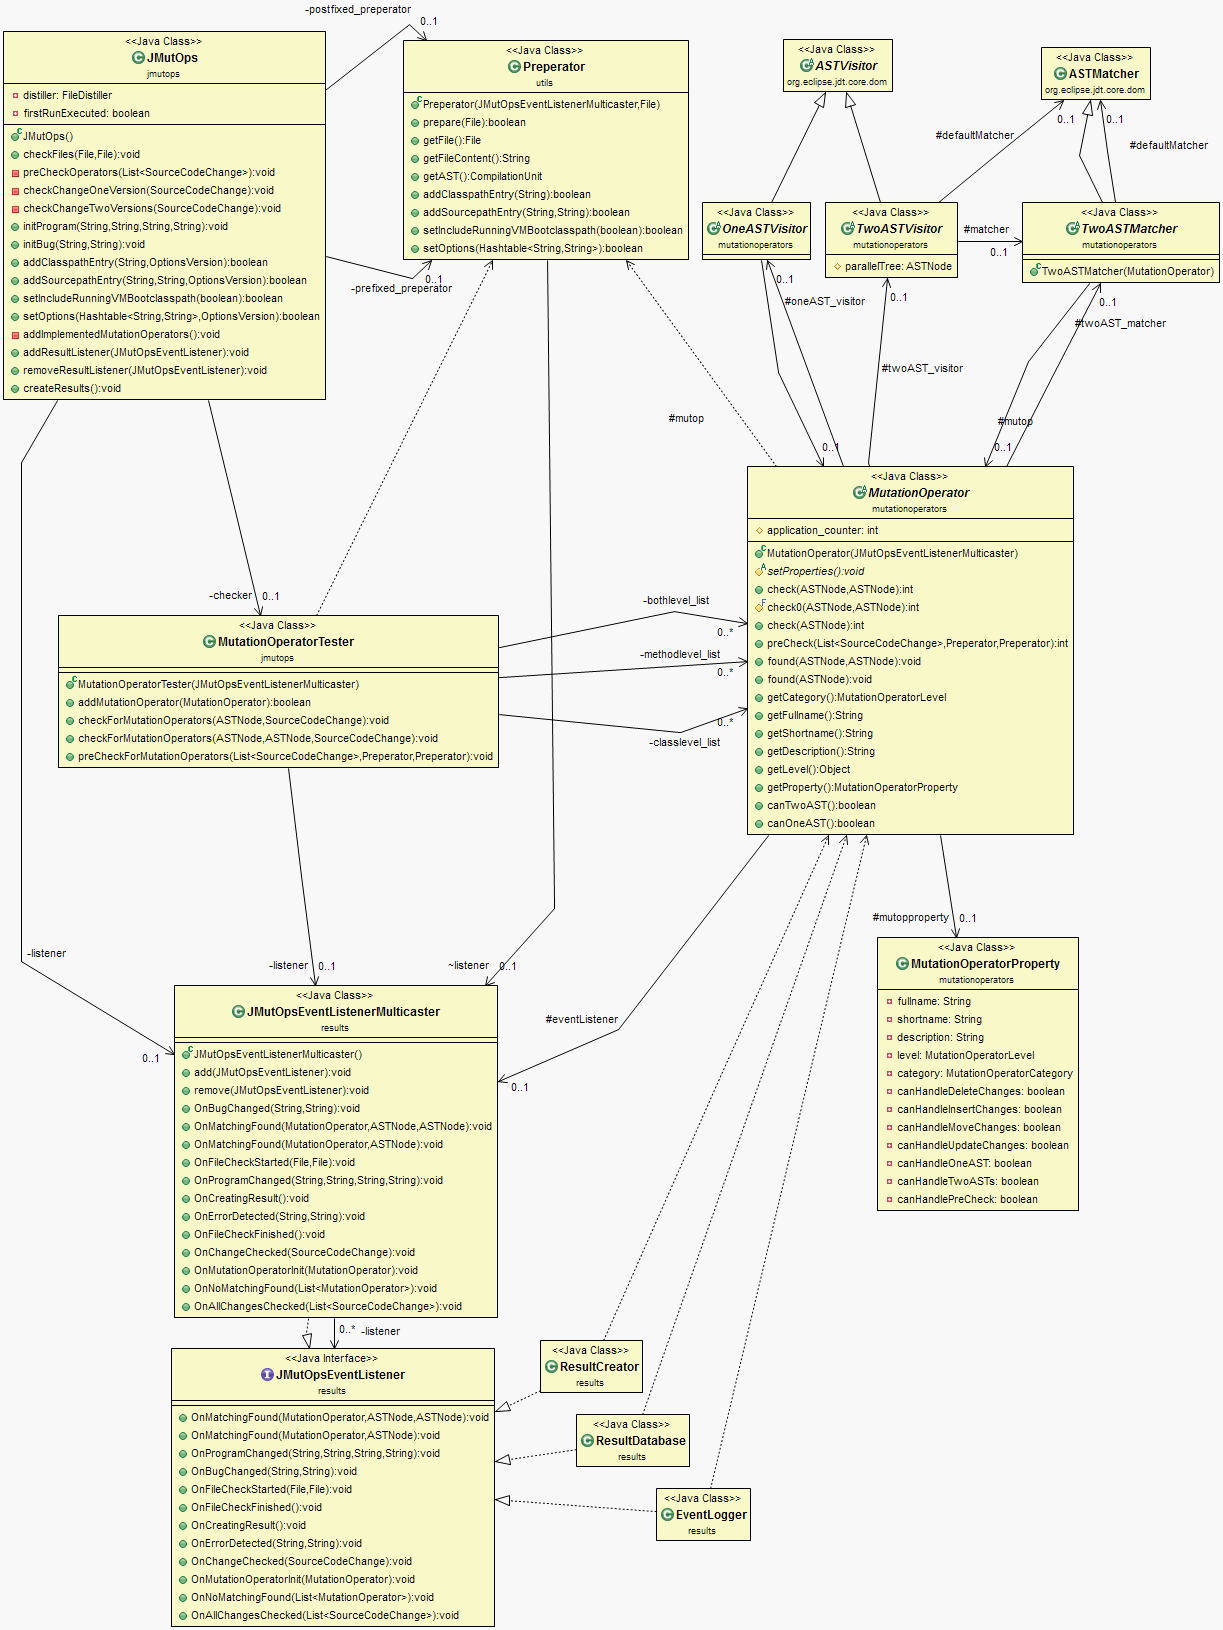 -postfixed_preperator
0..1
<<Java Class>>
JMutOps
jmutops
distiller: FileDistiller
firstRunExecuted: boolean
JMutOps()
checkFiles(File,File):void
preCheckOperators(List<SourceCodeChange>):void
checkChangeOneVersion(SourceCodeChange):void
checkChangeTwoVersions(SourceCodeChange):void
initProgram(String,String,String,String):void
initBug(String,String):void
addClasspathEntry(String,OptionsVersion):boolean
addSourcepathEntry(String,String,OptionsVersion):boolean
setIncludeRunningVMBootclasspath(boolean):boolean
setOptions(Hashtable<String,String>,OptionsVersion):boolean
addImplementedMutationOperators():void
addResultListener(JMutOpsEventListener):void
removeResultListener(JMutOpsEventListener):void
createResults():void
<<Java Class>>
Preperator
utils
Preperator(JMutOpsEventListenerMulticaster,File)
prepare(File):boolean
getFile():File
getFileContent():String
getAST():CompilationUnit
addClasspathEntry(String):boolean
addSourcepathEntry(String,String):boolean
setIncludeRunningVMBootclasspath(boolean):boolean
setOptions(Hashtable<String,String>):boolean
0..1
-prefixed_preperator
<<Java Class>>
ASTVisitor
org.eclipse.jdt.core.dom
<<Java Class>>
ASTMatcher
org.eclipse.jdt.core.dom
0..1
0..1
#defaultMatcher
#defaultMatcher
<<Java Class>>
OneASTVisitor
mutationoperators
<<Java Class>>
TwoASTVisitor
mutationoperators
parallelTree: ASTNode
#matcher
0..1
<<Java Class>>
TwoASTMatcher
mutationoperators
TwoASTMatcher(MutationOperator)
0..1
#oneAST_visitor
0..1
0..1
#twoAST_matcher
#twoAST_visitor
#mutop
#mutop
0..1
0..1
<<Java Class>>
MutationOperator
mutationoperators
application_counter: int
MutationOperator(JMutOpsEventListenerMulticaster)
setProperties():void
check(ASTNode,ASTNode):int
check0(ASTNode,ASTNode):int
check(ASTNode):int
preCheck(List<SourceCodeChange>,Preperator,Preperator):int
found(ASTNode,ASTNode):void
found(ASTNode):void
getCategory():MutationOperatorLevel
getFullname():String
getShortname():String
getDescription():String
getLevel():Object
getProperty():MutationOperatorProperty
canTwoAST():boolean
canOneAST():boolean
-checker
0..1
<<Java Class>>
MutationOperatorTester
jmutops
MutationOperatorTester(JMutOpsEventListenerMulticaster)
addMutationOperator(MutationOperator):boolean
checkForMutationOperators(ASTNode,SourceCodeChange):void
checkForMutationOperators(ASTNode,ASTNode,SourceCodeChange):void
preCheckForMutationOperators(List<SourceCodeChange>,Preperator,Preperator):void
-bothlevel_list
0..*
-methodlevel_list
0..*
0..*
-classlevel_list
#mutopproperty
0..1
<<Java Class>>
MutationOperatorProperty
mutationoperators
fullname: String
shortname: String
description: String
level: MutationOperatorLevel
category: MutationOperatorCategory
canHandleDeleteChanges: boolean
canHandleInsertChanges: boolean
canHandleMoveChanges: boolean
canHandleUpdateChanges: boolean
canHandleOneAST: boolean
canHandleTwoASTs: boolean
canHandlePreCheck: boolean
-listener
0..1
-listener
0..1
~listener
0..1
#eventListener
0..1
<<Java Class>>
JMutOpsEventListenerMulticaster
results
JMutOpsEventListenerMulticaster()
add(JMutOpsEventListener):void
remove(JMutOpsEventListener):void
OnBugChanged(String,String):void
OnMatchingFound(MutationOperator,ASTNode,ASTNode):void
OnMatchingFound(MutationOperator,ASTNode):void
OnFileCheckStarted(File,File):void
OnProgramChanged(String,String,String,String):void
OnCreatingResult():void
OnErrorDetected(String,String):void
OnFileCheckFinished():void
OnChangeChecked(SourceCodeChange):void
OnMutationOperatorInit(MutationOperator):void
OnNoMatchingFound(List<MutationOperator>):void
OnAllChangesChecked(List<SourceCodeChange>):void
0..*
-listener
<<Java Interface>>
JMutOpsEventListener
results
OnMatchingFound(MutationOperator,ASTNode,ASTNode):void
OnMatchingFound(MutationOperator,ASTNode):void
OnProgramChanged(String,String,String,String):void
OnBugChanged(String,String):void
OnFileCheckStarted(File,File):void
OnFileCheckFinished():void
OnCreatingResult():void
OnErrorDetected(String,String):void
OnChangeChecked(SourceCodeChange):void
OnMutationOperatorInit(MutationOperator):void
OnNoMatchingFound(List<MutationOperator>):void
OnAllChangesChecked(List<SourceCodeChange>):void
<<Java Class>>
ResultCreator
results
<<Java Class>>
ResultDatabase
results
<<Java Class>>
EventLogger
results